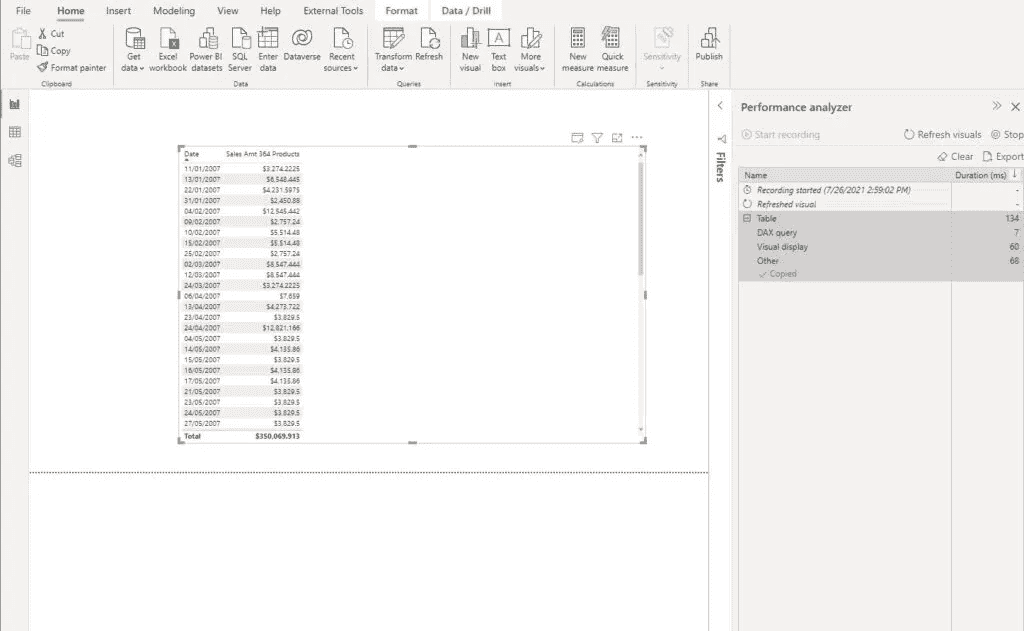 File Home Insert Modeling View Help External Tools Format Data / Drill
Paste
Cut
Copy
Format painter
Clipboard
Get data
Excel workbook
Power BI datasets
SQL Server
Enter data
Dataverse
Recent sources
Data
Transform data
Refresh
Queries
New visual
Text box
More visuals
Insert
New measure
Quick measure
Calculations
Sensitivity
Sensitivity
Publish
Share
Date Sales Amt 364 Products
11/01/2007 $3,274.2225
13/01/2007 $6,548.445
22/01/2007 $4,231.5975
31/01/2007 $2,450.88
04/02/2007 $12,545.442
09/02/2007 $2,757.24
10/02/2007 $5,514.48
15/02/2007 $5,514.48
25/02/2007 $2,757.24
02/03/2007 $8,547.444
12/03/2007 $8,547.444
24/03/2007 $3,274.2225
06/04/2007 $7,659
13/04/2007 $4,273.722
23/04/2007 $3,829.5
24/04/2007 $12,821.166
04/05/2007 $3,829.5
14/05/2007 $4,135.86
15/05/2007 $3,829.5
16/05/2007 $4,135.86
17/05/2007 $4,135.86
21/05/2007 $3,829.5
23/05/2007 $3,829.5
24/05/2007 $3,829.5
27/05/2007 $3,829.5
Total $350,069.913
Filters
Performance analyzer
Start recording Refresh visuals Stop
Clear Export
Name Duration (ms)
Recording started (7/26/2021 2:59:02 PM) -
Refreshed visual -
Table 134
DAX query 7
Visual display 60
Other 68
Copied